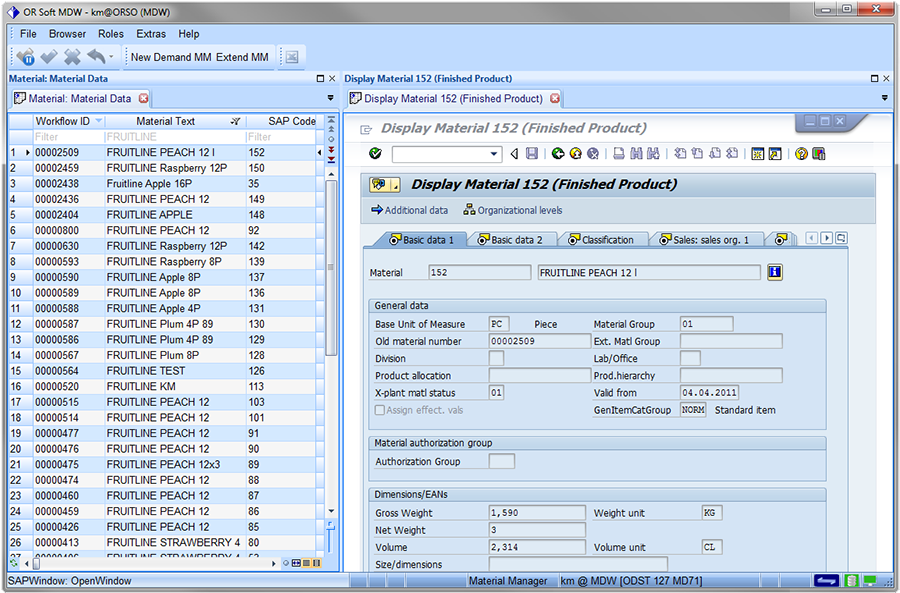 OR Soft MDW - km@ORSO (MDW)
File Browser Roles Extras Help
New Demand MM Extend MM
Material: Material Data
Material: Material Data
Workflow ID Material Text SAP Code
Filter FRUITLINE Filter
1 00002509 FRUITLINE PEACH 12 l 152
2 00002459 FRUITLINE Raspberry 12P 150
3 00002438 Fruitline Apple 16P 35
4 00002436 FRUITLINE PEACH 12 149
5 00002404 FRUITLINE APPLE 148
6 00000800 FRUITLINE PEACH 12 92
7 00000630 FRUITLINE Raspberry 12P 142
8 00000593 FRUITLINE Raspberry 8P 139
9 00000590 FRUITLINE Apple 8P 137
10 00000589 FRUITLINE Apple 8P 136
11 00000588 FRUITLINE Apple 4P 131
12 00000587 FRUITLINE Plum 4P 89 130
13 00000586 FRUITLINE Plum 4P 89 129
14 00000567 FRUITLINE Plum 8P 128
15 00000564 FRUITLINE TEST 126
16 00000520 FRUITLINE KM 113
17 00000515 FRUITLINE PEACH 12 103
18 00000514 FRUITLINE PEACH 12 101
19 00000477 FRUITLINE PEACH 12 91
20 00000476 FRUITLINE PEACH 12 90
21 00000475 FRUITLINE PEACH 12x3 89
22 00000474 FRUITLINE PEACH 12 88
23 00000460 FRUITLINE PEACH 12 87
24 00000459 FRUITLINE PEACH 12 86
25 00000426 FRUITLINE PEACH 12 85
26 00000413 FRUITLINE STRAWBERRY 4 80
Display Material 152 (Finished Product)
Display Material 152 (Finished Product)
Display Material 152 (Finished Product)
Display Material 152 (Finished Product)
Additional data Organizational levels
Basic data 1 Basic data 2 Classification Sales: sales org. 1
Material 152 FRUITLINE PEACH 12 l
General data
Base Unit of Measure PC Piece Material Group 01
Old material number 00002509 Ext. Matl Group
Division Lab/Office
Product allocation Prod.hierarchy
X-plant matl status 01 Valid from 04.04.2011
Assign effect. vals GenItemCatGroup NORM Standard item
Material authorization group
Authorization Group
Dimensions/EANs
Gross Weight 1,590 Weight unit KG
Net Weight 3
Volume 2,314 Volume unit CL
Size/dimensions
SAPWindow: OpenWindow Material Manager km @ MDW [ODST 127 MD71]